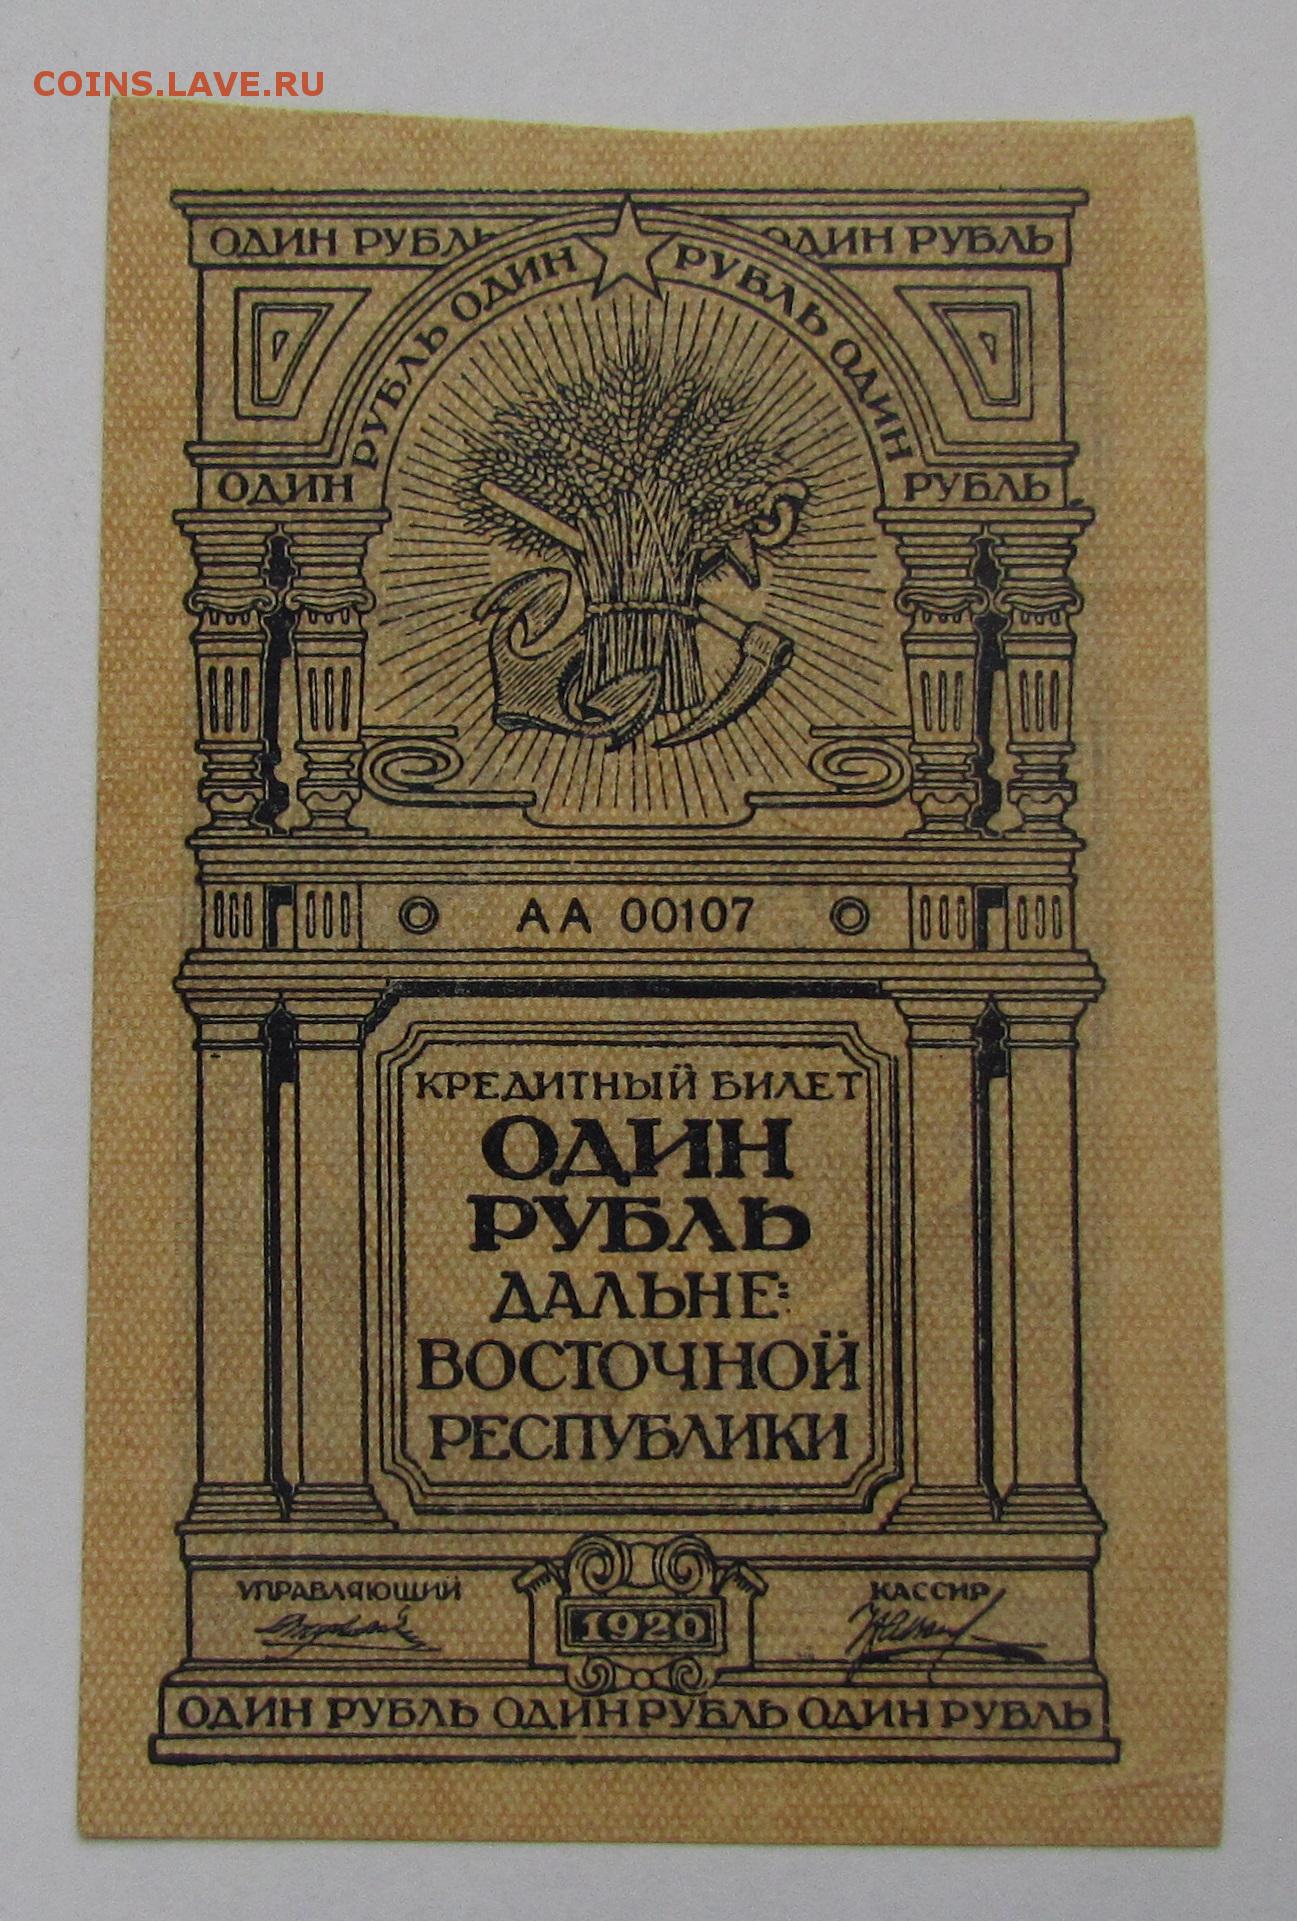 COINS.LAVE.RU
ОДИН РУБЛЬ ОДИН РУБЛЬ
РУБЛЬ ОДИН РУБЛЬ ОДИН
ОДИН РУБЛЬ
АА 00107
КРЕДИТНЫЙ БИЛЕТ
ОДИН
РУБЛЬ
ДАЛЬНЕ:
ВОСТОЧНОЙ
РЕСПУБЛИКИ
УПРАВЛЯЮЩИЙ КАССИР
1920
ОДИН РУБЛЬ ОДИН РУБЛЬ ОДИН РУБЛЬ